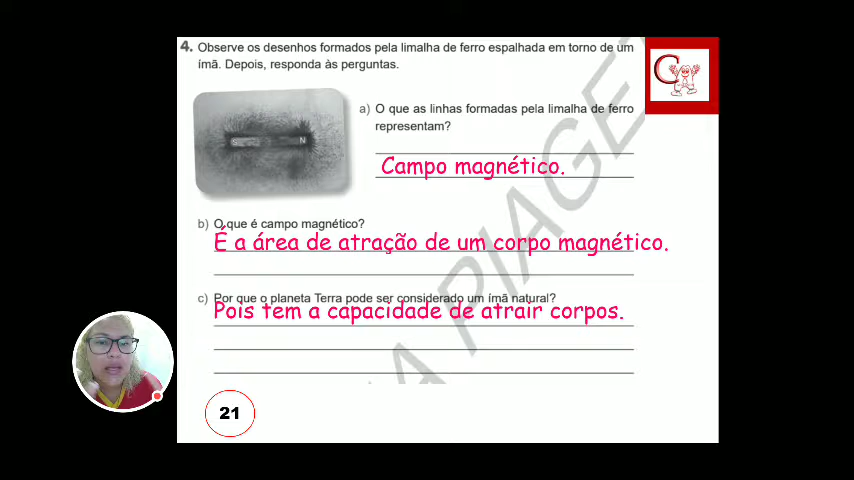 4. Observe os desenhos formados pela limalha de ferro espalhada em torno de um
ímã. Depois, responda às perguntas.
C
a) O que as linhas formadas pela limalha de ferro
representam?
S N
Campo magnético.
b) O que é campo magnético?
É a área de atração de um corpo magnético.
c) Por que o planeta Terra pode ser considerado um ímã natural?
Pois tem a capacidade de atrair corpos.
A PIAGET
21